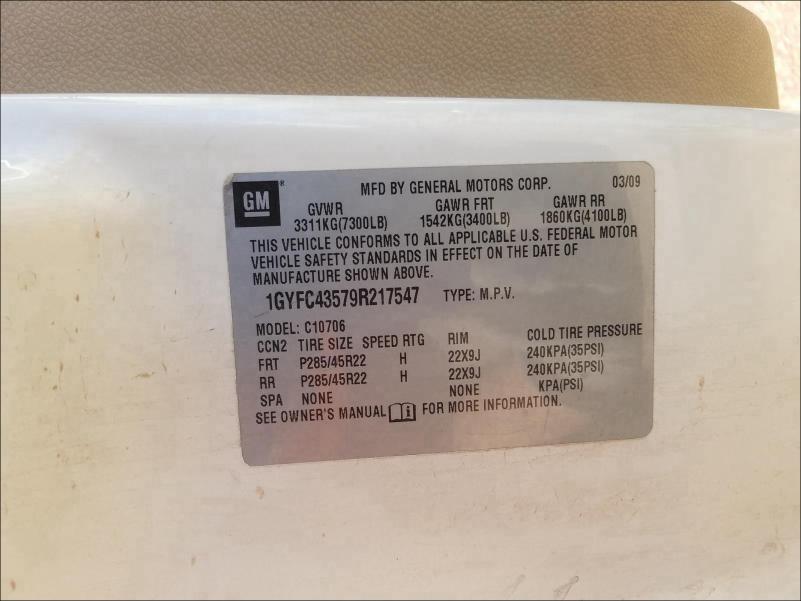 GM ® MFD BY GENERAL MOTORS CORP. 03/09
GVWR GAWR FRT GAWR RR
3311KG(7300LB) 1542KG(3400LB) 1860KG(4100LB)
THIS VEHICLE CONFORMS TO ALL APPLICABLE U.S. FEDERAL MOTOR
VEHICLE SAFETY STANDARDS IN EFFECT ON THE DATE OF
MANUFACTURE SHOWN ABOVE.
1GYFC43579R217547 TYPE: M.P.V.
MODEL: C10706
CCN2 TIRE SIZE SPEED RTG RIM COLD TIRE PRESSURE
FRT P285/45R22 H 22X9J 240KPA(35PSI)
RR P285/45R22 H 22X9J 240KPA(35PSI)
SPA NONE NONE KPA(PSI)
SEE OWNER'S MANUAL i FOR MORE INFORMATION.